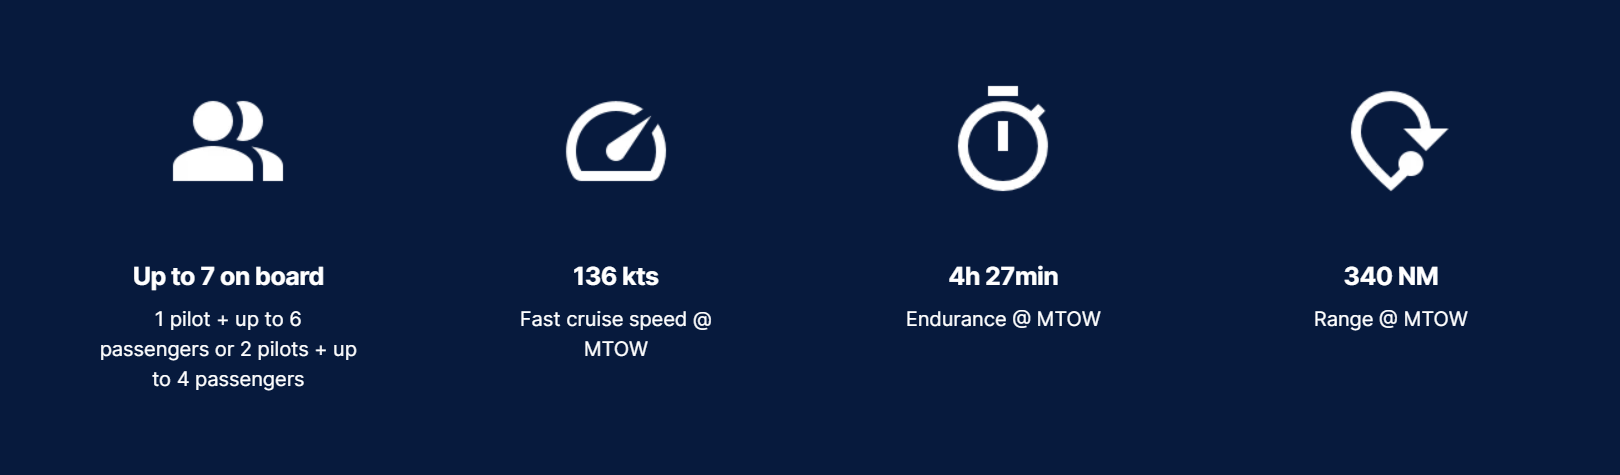 Up to 7 on board
1 pilot + up to 6
passengers or 2 pilots + up
to 4 passengers
136 kts
Fast cruise speed @
MTOW
4h 27min
Endurance @ MTOW
340 NM
Range @ MTOW